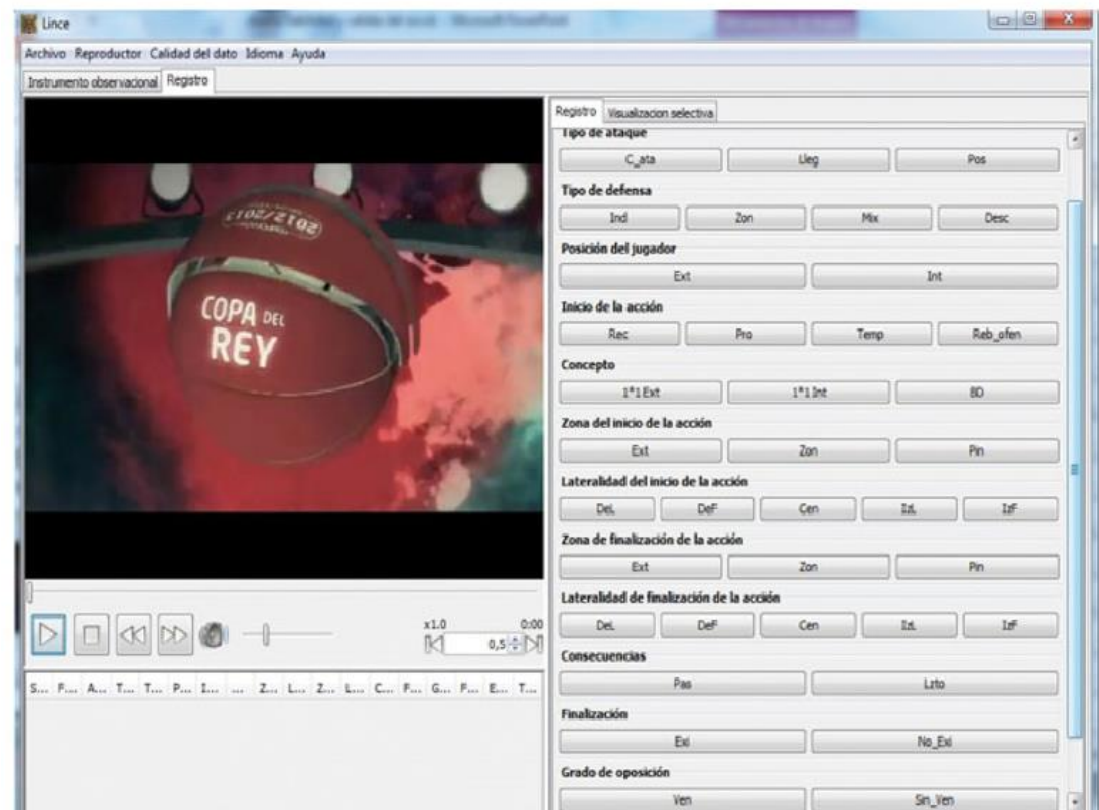 Lince
Archivo Reproductor Calidad del dato Idioma Ayuda
Instrumento observacional Registro
2012/2013
COPA DEL
REY
x1.0 0:00
0,5
S... F... A... T... T... P... I... ... Z... L... Z... L... C... F... G... F... E... T...
Registro Visualizacion selectiva
Tipo de ataque
C_ata Lleg Pos
Tipo de defensa
Indi Zon Mix Desc
Posición del jugador
Ext Int
Inicio de la acción
Rec Pro Temp Reb_ofen
Concepto
1*1 Ext 1*1 Int BD
Zona del inicio de la acción
Ext Zon Pin
Lateralidad del inicio de la acción
DeL DeF Cen IzL IzF
Zona de finalización de la acción
Ext Zon Pin
Lateralidad de finalización de la acción
DeL DeF Cen IzL IzF
Consecuencias
Pas Lzto
Finalización
Exi No_Exi
Grado de oposición
Ven Sin_Ven